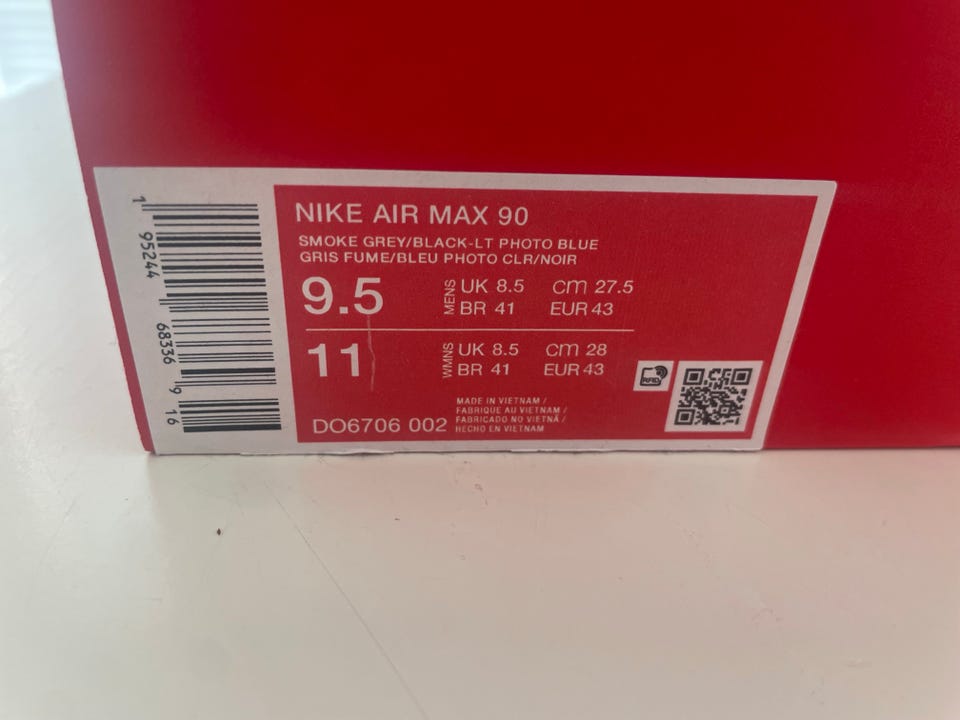 NIKE AIR MAX 90
SMOKE GREY/BLACK-LT PHOTO BLUE
GRIS FUME/BLEU PHOTO CLR/NOIR
9.5 MENS UK 8.5 cm 27.5
BR 41 EUR 43
11 WMNS UK 8.5 cm 28
BR 41 EUR 43
RFID
DO6706 002
MADE IN VIETNAM /
FABRIQUE AU VIETNAM /
FABRICADO NO VIETNÃ /
HECHO EN VIETNAM
1 95244 68336 9 16